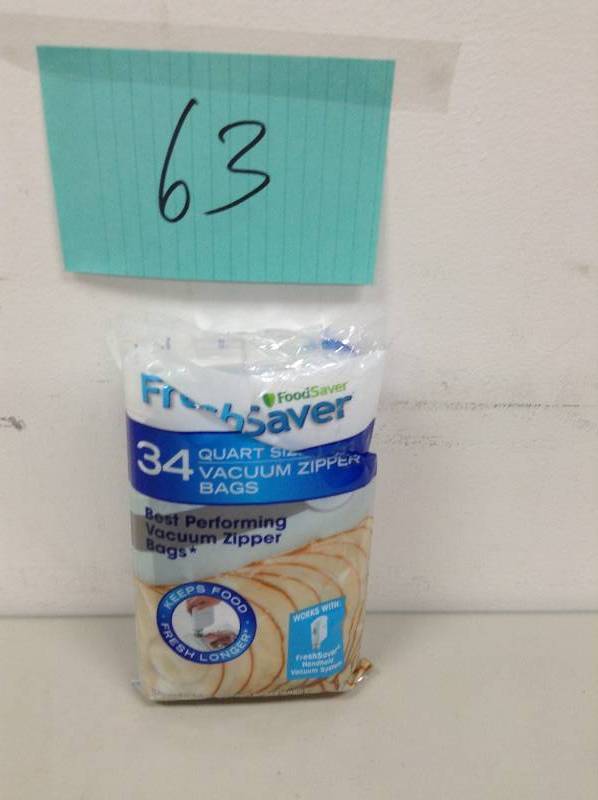 63
FoodSaver
FreshSaver
34
QUART SIZE
VACUUM ZIPPER
BAGS
Best Performing
Vacuum Zipper
Bags*
KEEPS FOOD
FRESH LONGER*
WORKS WITH:
FreshSaver
Handheld
Vacuum System